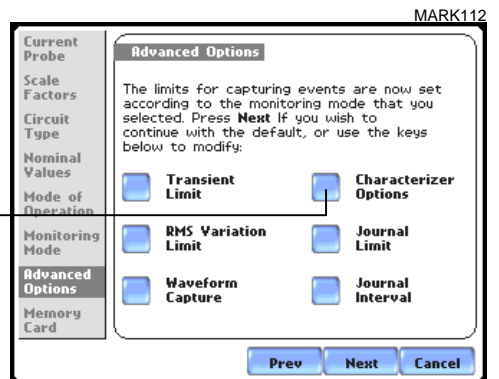 MARK112
Current
Probe
Scale
Factors
Circuit
Type
Nominal
Values
Mode of
Operation
Monitoring
Mode
Advanced
Options
Memory
Card
Advanced Options
The limits for capturing events are now set
according to the monitoring mode that you
selected. Press Next If you wish to
continue with the default, or use the keys
below to modify:
Transient
Limit
Characterizer
Options
RMS Variation
Limit
Journal
Limit
Waveform
Capture
Journal
Interval
Prev Next Cancel